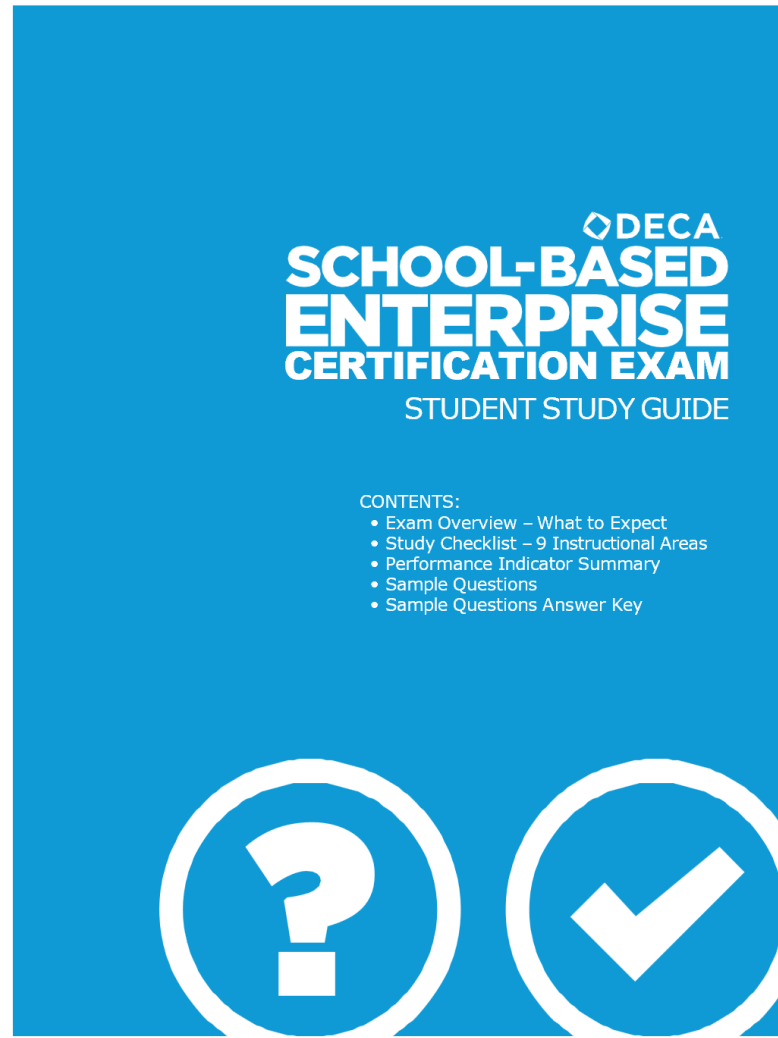 DECA
SCHOOL-BASED
ENTERPRISE
CERTIFICATION EXAM
STUDENT STUDY GUIDE
CONTENTS:
• Exam Overview – What to Expect
• Study Checklist – 9 Instructional Areas
• Performance Indicator Summary
• Sample Questions
• Sample Questions Answer Key
?